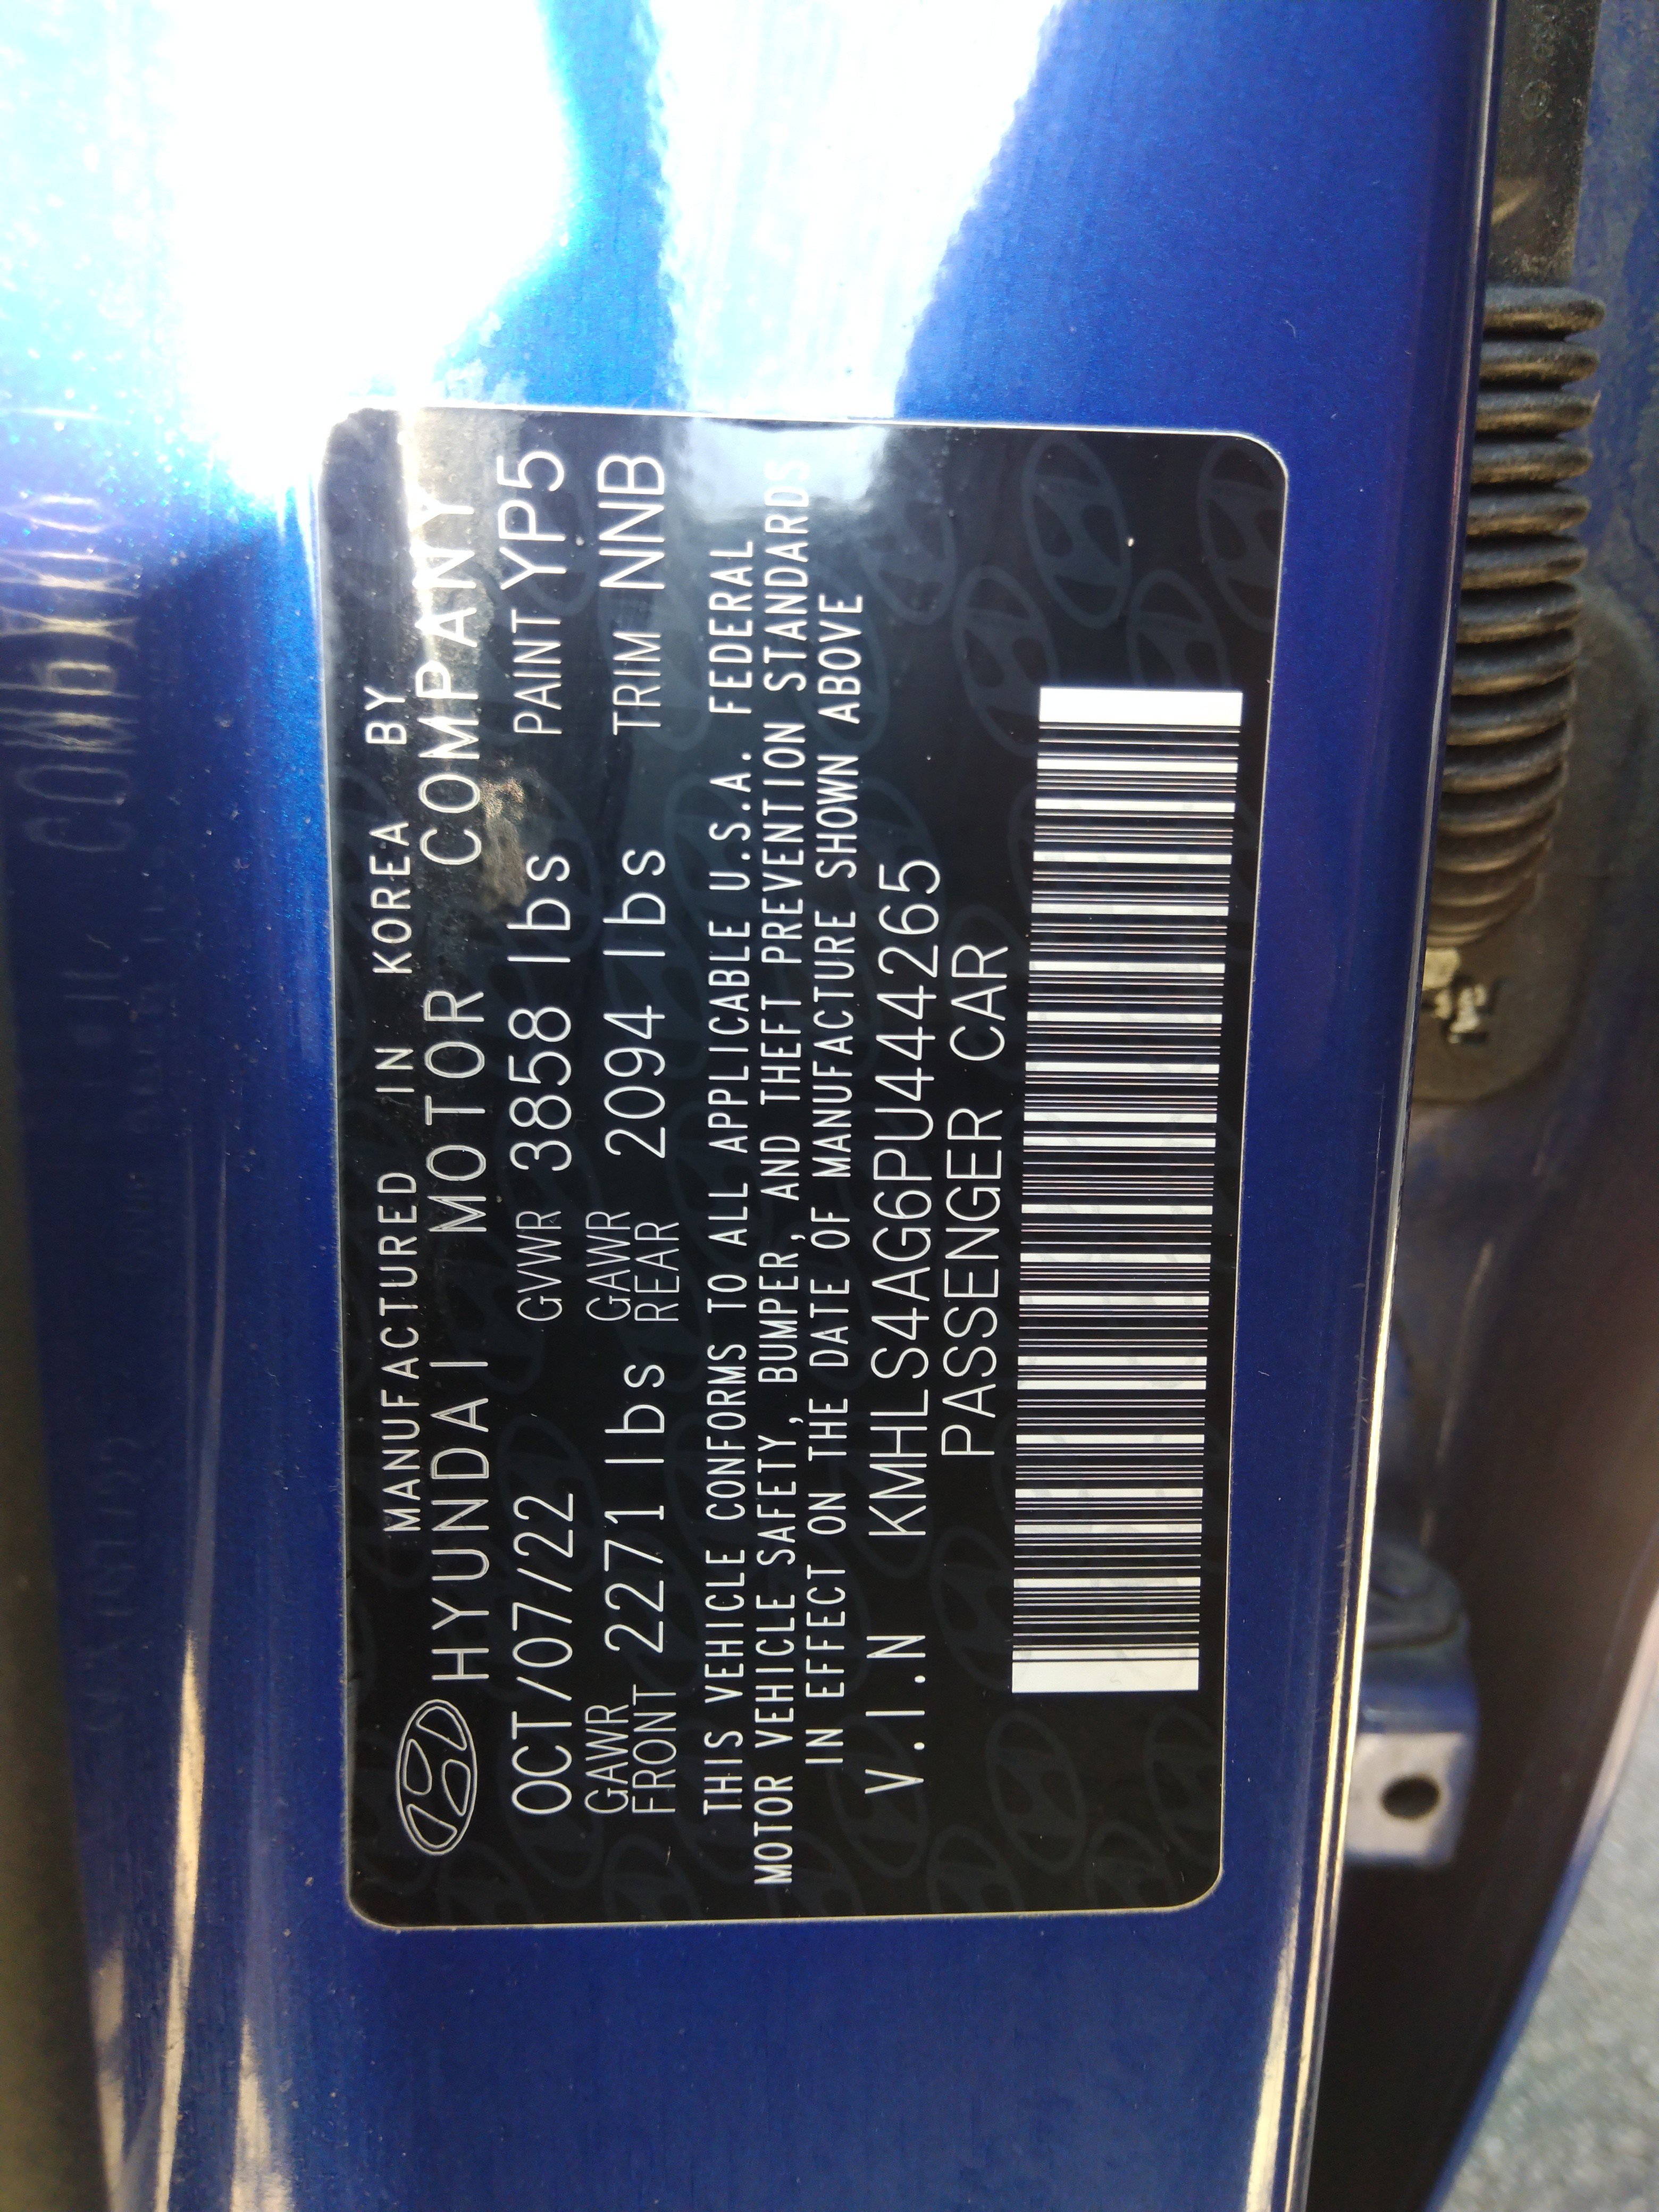 MANUFACTURED IN KOREA BY
HYUNDAI MOTOR COMPANY
OCT/07/22 GVWR 3858 lbs PAINT YP5
GAWR FRONT 2271 lbs GAWR REAR 2094 lbs TRIM NNB
THIS VEHICLE CONFORMS TO ALL APPLICABLE U.S.A. FEDERAL
MOTOR VEHICLE SAFETY, BUMPER, AND THEFT PREVENTION STANDARDS
IN EFFECT ON THE DATE OF MANUFACTURE SHOWN ABOVE
V.I.N KMHLS4AG6PU444265
PASSENGER CAR